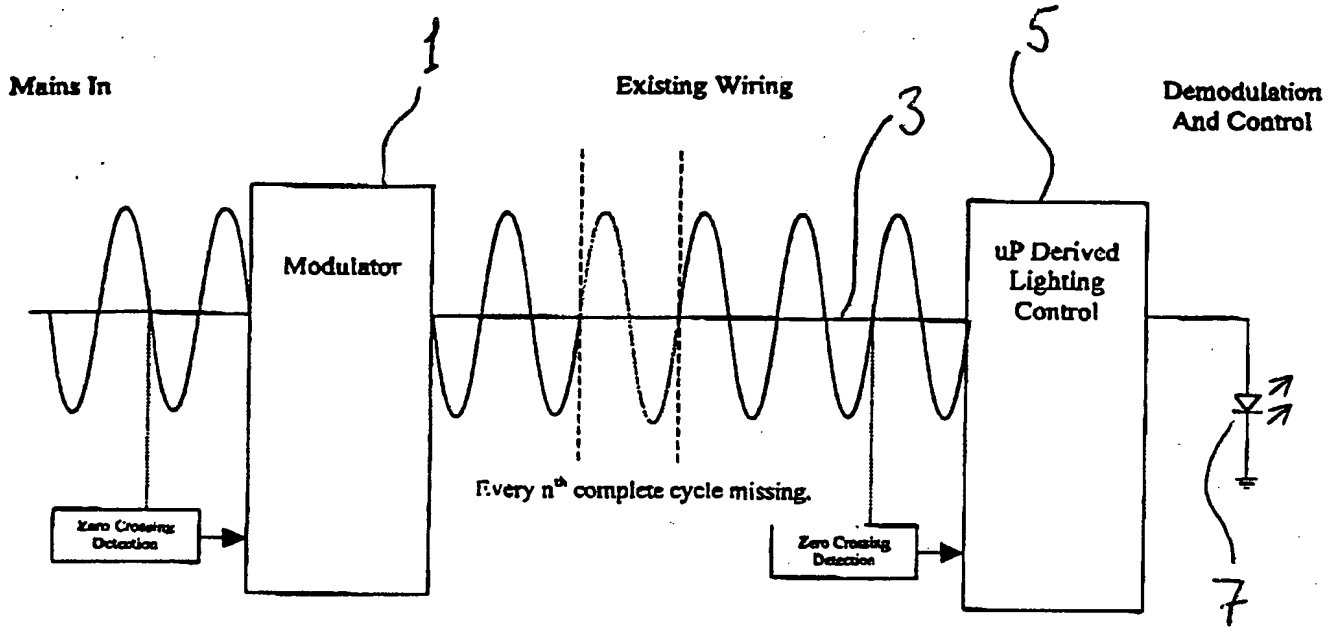 1
5
Mains In
Existing Wiring
3
Demodulation
And Control
Modulator
uP Derived
Lighting
Control
Every nth complete cycle missing.
Zero Crossing
Detection
Zero Crossing
Detection
7